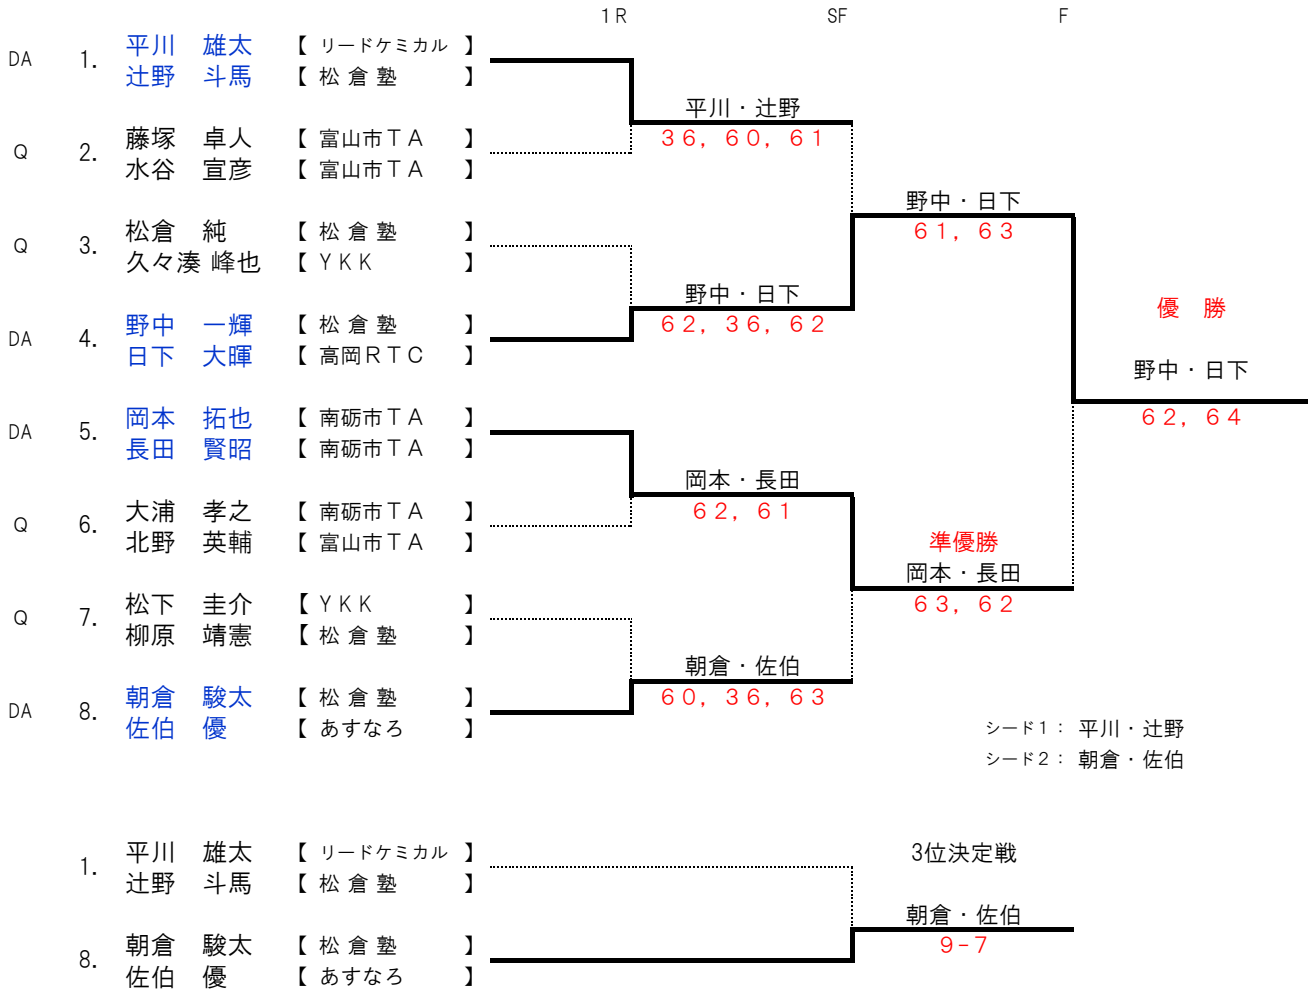 １Ｒ SF F
DA 1. 平川　雄太 【 リードケミカル 】
辻野　斗馬 【 松 倉 塾 】
平川・辻野
３６，６０，６１
Q 2. 藤塚　卓人 【 富山市ＴＡ 】
水谷　宣彦 【 富山市ＴＡ 】
野中・日下
６１，６３
Q 3. 松倉　純 【 松 倉 塾 】
久々湊 峰也 【 ＹＫＫ 】
野中・日下
６２，３６，６２
DA 4. 野中　一輝 【 松 倉 塾 】
日下　大暉 【 高岡ＲＴＣ 】
優　勝
野中・日下
６２，６４
DA 5. 岡本　拓也 【 南砺市ＴＡ 】
長田　賢昭 【 南砺市ＴＡ 】
岡本・長田
６２，６１
Q 6. 大浦　孝之 【 南砺市ＴＡ 】
北野　英輔 【 富山市ＴＡ 】
準優勝
岡本・長田
６３，６２
Q 7. 松下　圭介 【 ＹＫＫ 】
柳原　靖憲 【 松 倉 塾 】
朝倉・佐伯
６０，３６，６３
DA 8. 朝倉　駿太 【 松 倉 塾 】
佐伯　優 【 あすなろ 】
シード１： 平川・辻野
シード２： 朝倉・佐伯
1. 平川　雄太 【 リードケミカル 】
辻野　斗馬 【 松 倉 塾 】
3位決定戦
朝倉・佐伯
９-７
8. 朝倉　駿太 【 松 倉 塾 】
佐伯　優 【 あすなろ 】